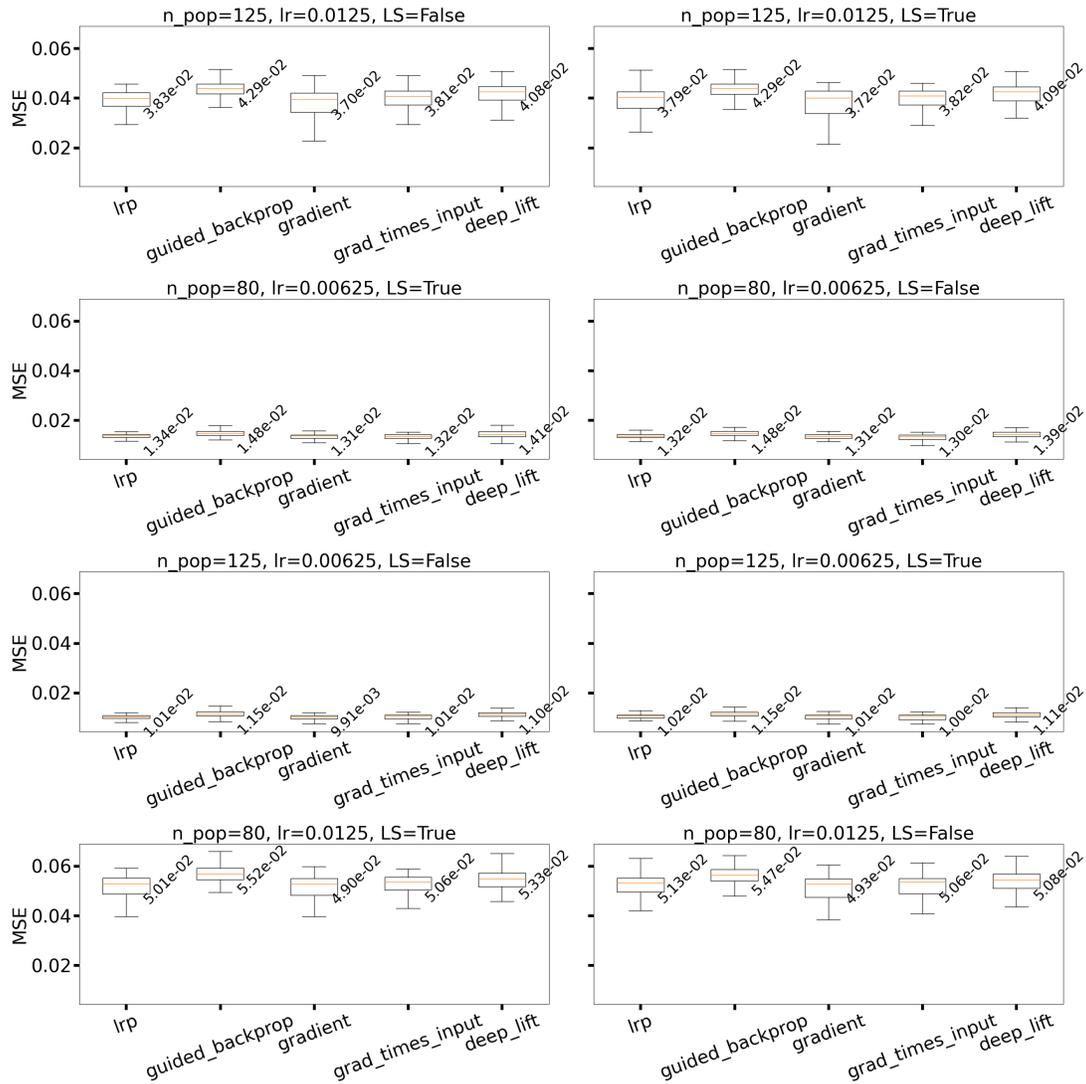 n_pop=125, lr=0.0125, LS=False
MSE
0.06
0.04
0.02
3.83e-02
4.29e-02
3.70e-02
3.81e-02
4.08e-02
lrp
guided_backprop
gradient
grad_times_input
deep_lift
n_pop=125, lr=0.0125, LS=True
3.79e-02
4.29e-02
3.72e-02
3.82e-02
4.09e-02
lrp
guided_backprop
gradient
grad_times_input
deep_lift
n_pop=80, lr=0.00625, LS=True
MSE
0.06
0.04
0.02
1.34e-02
1.48e-02
1.31e-02
1.32e-02
1.41e-02
lrp
guided_backprop
gradient
grad_times_input
deep_lift
n_pop=80, lr=0.00625, LS=False
1.32e-02
1.48e-02
1.31e-02
1.30e-02
1.39e-02
lrp
guided_backprop
gradient
grad_times_input
deep_lift
n_pop=125, lr=0.00625, LS=False
MSE
0.06
0.04
0.02
1.01e-02
1.15e-02
9.91e-03
1.01e-02
1.10e-02
lrp
guided_backprop
gradient
grad_times_input
deep_lift
n_pop=125, lr=0.00625, LS=True
1.02e-02
1.15e-02
1.01e-02
1.00e-02
1.11e-02
lrp
guided_backprop
gradient
grad_times_input
deep_lift
n_pop=80, lr=0.0125, LS=True
MSE
0.06
0.04
0.02
5.01e-02
5.52e-02
4.90e-02
5.06e-02
5.33e-02
lrp
guided_backprop
gradient
grad_times_input
deep_lift
n_pop=80, lr=0.0125, LS=False
5.13e-02
5.47e-02
4.93e-02
5.06e-02
5.08e-02
lrp
guided_backprop
gradient
grad_times_input
deep_lift